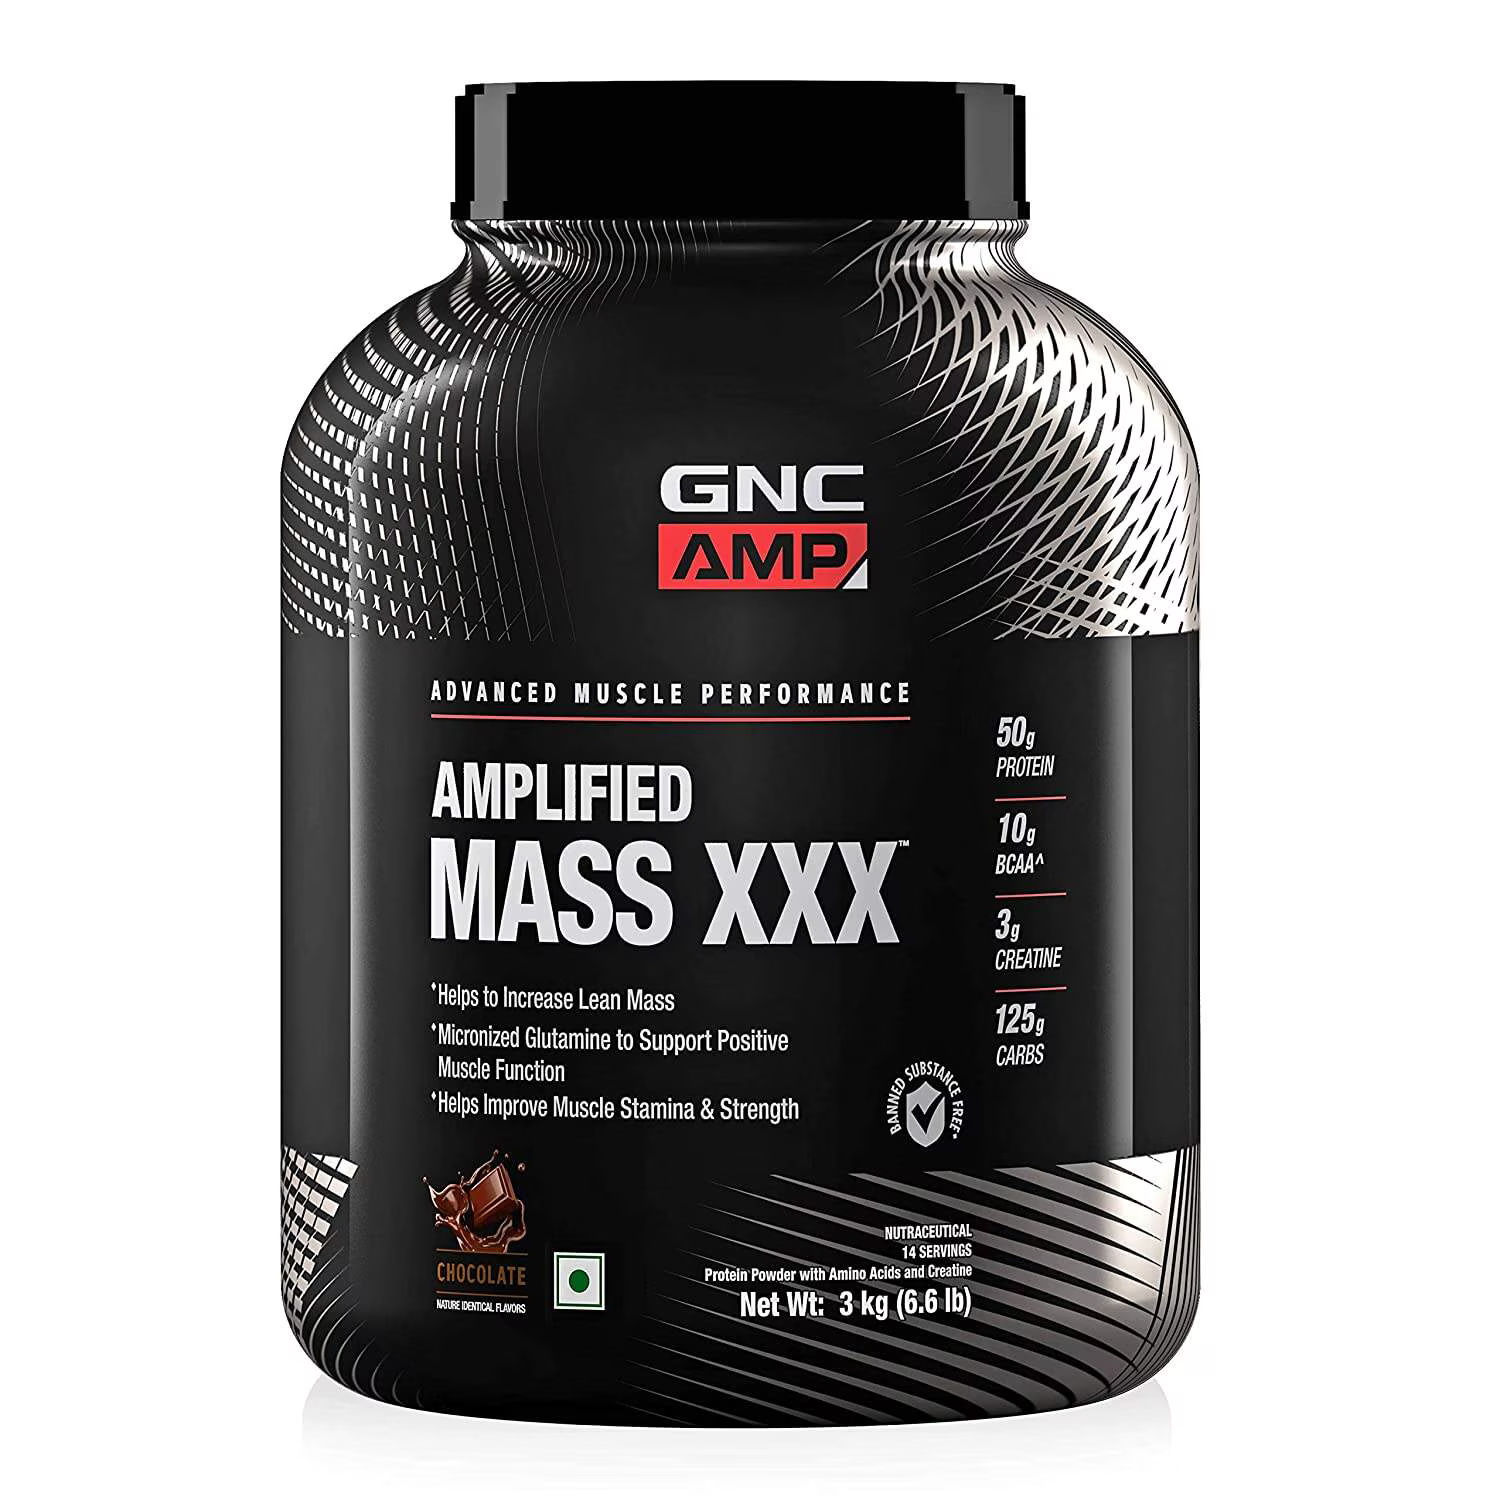 GNC
AMP
ADVANCED MUSCLE PERFORMANCE
AMPLIFIED
MASS XXX™
*Helps to Increase Lean Mass
*Micronized Glutamine to Support Positive
Muscle Function
*Helps Improve Muscle Stamina & Strength
50g
PROTEIN
10g
BCAA^
3g
CREATINE
125g
CARBS
BANNED SUBSTANCE FREE*
CHOCOLATE
NATURE IDENTICAL FLAVORS
NUTRACEUTICAL
14 SERVINGS
Protein Powder with Amino Acids and Creatine
Net Wt: 3 kg (6.6 lb)